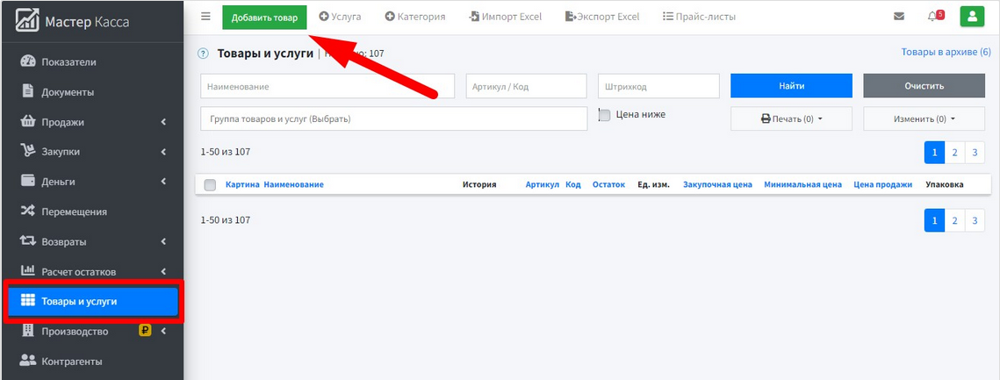 Мастер Касса
Добавить товар
Услуга
Категория
Импорт Excel
Экспорт Excel
Прайс-листы
5
Показатели
Документы
Продажи
Закупки
Деньги
Перемещения
Возвраты
Расчет остатков
Товары и услуги
Производство
Контрагенты
Товары и услуги | 107
Товары в архиве (6)
Наименование
Артикул / Код
Штрихкод
Найти
Очистить
Группа товаров и услуг (Выбрать)
Цена ниже
Печать (0)
Изменить (0)
1-50 из 107
1 2 3
Картина Наименование История Артикул Код Остаток Ед. изм. Закупочная цена Минимальная цена Цена продажи Упаковка
1-50 из 107
1 2 3